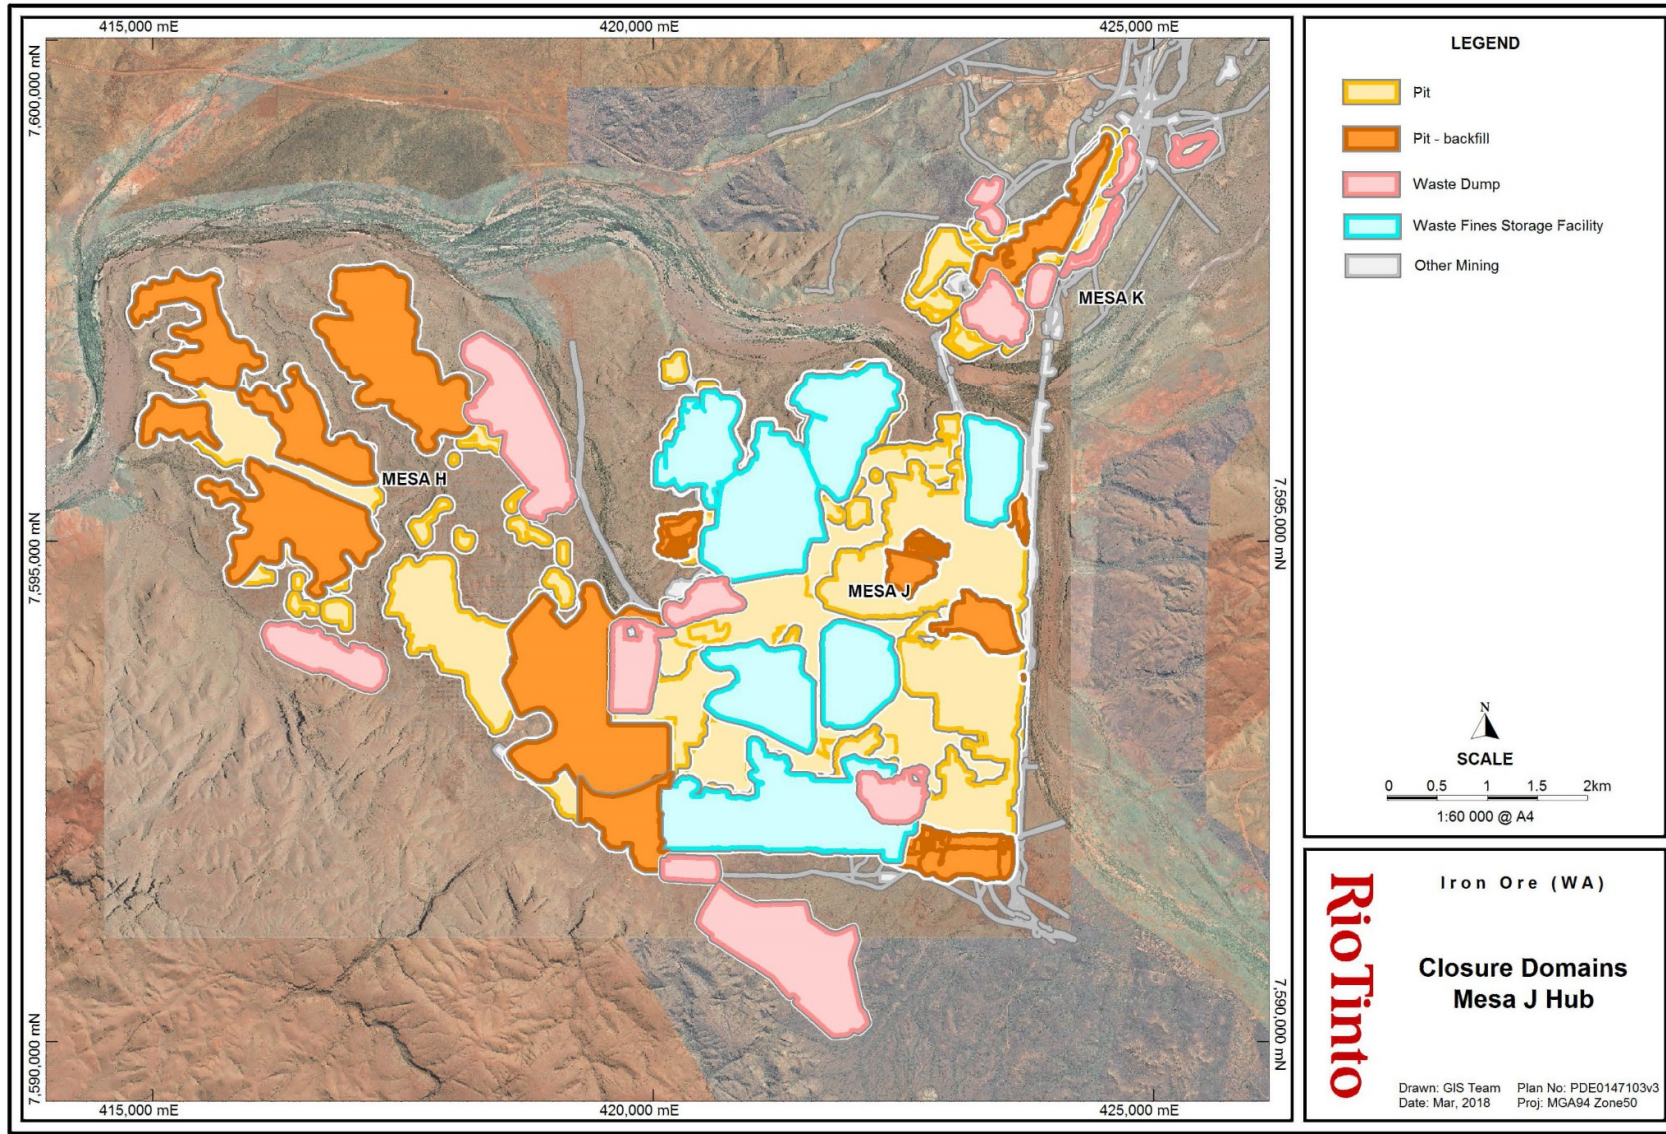 415,000 mE
420,000 mE
425,000 mE
7,600,000 mN
7,595,000 mN
7,590,000 mN
7,595,000 mN
7,590,000 mN
415,000 mE
420,000 mE
425,000 mE
MESA K
MESA H
MESA J
LEGEND
Pit
Pit - backfill
Waste Dump
Waste Fines Storage Facility
Other Mining
N
SCALE
0 0.5 1 1.5 2km
1:60 000 @ A4
RioTinto
Iron Ore (WA)
Closure Domains
Mesa J Hub
Drawn: GIS Team Plan No: PDE0147103v3
Date: Mar, 2018 Proj: MGA94 Zone50